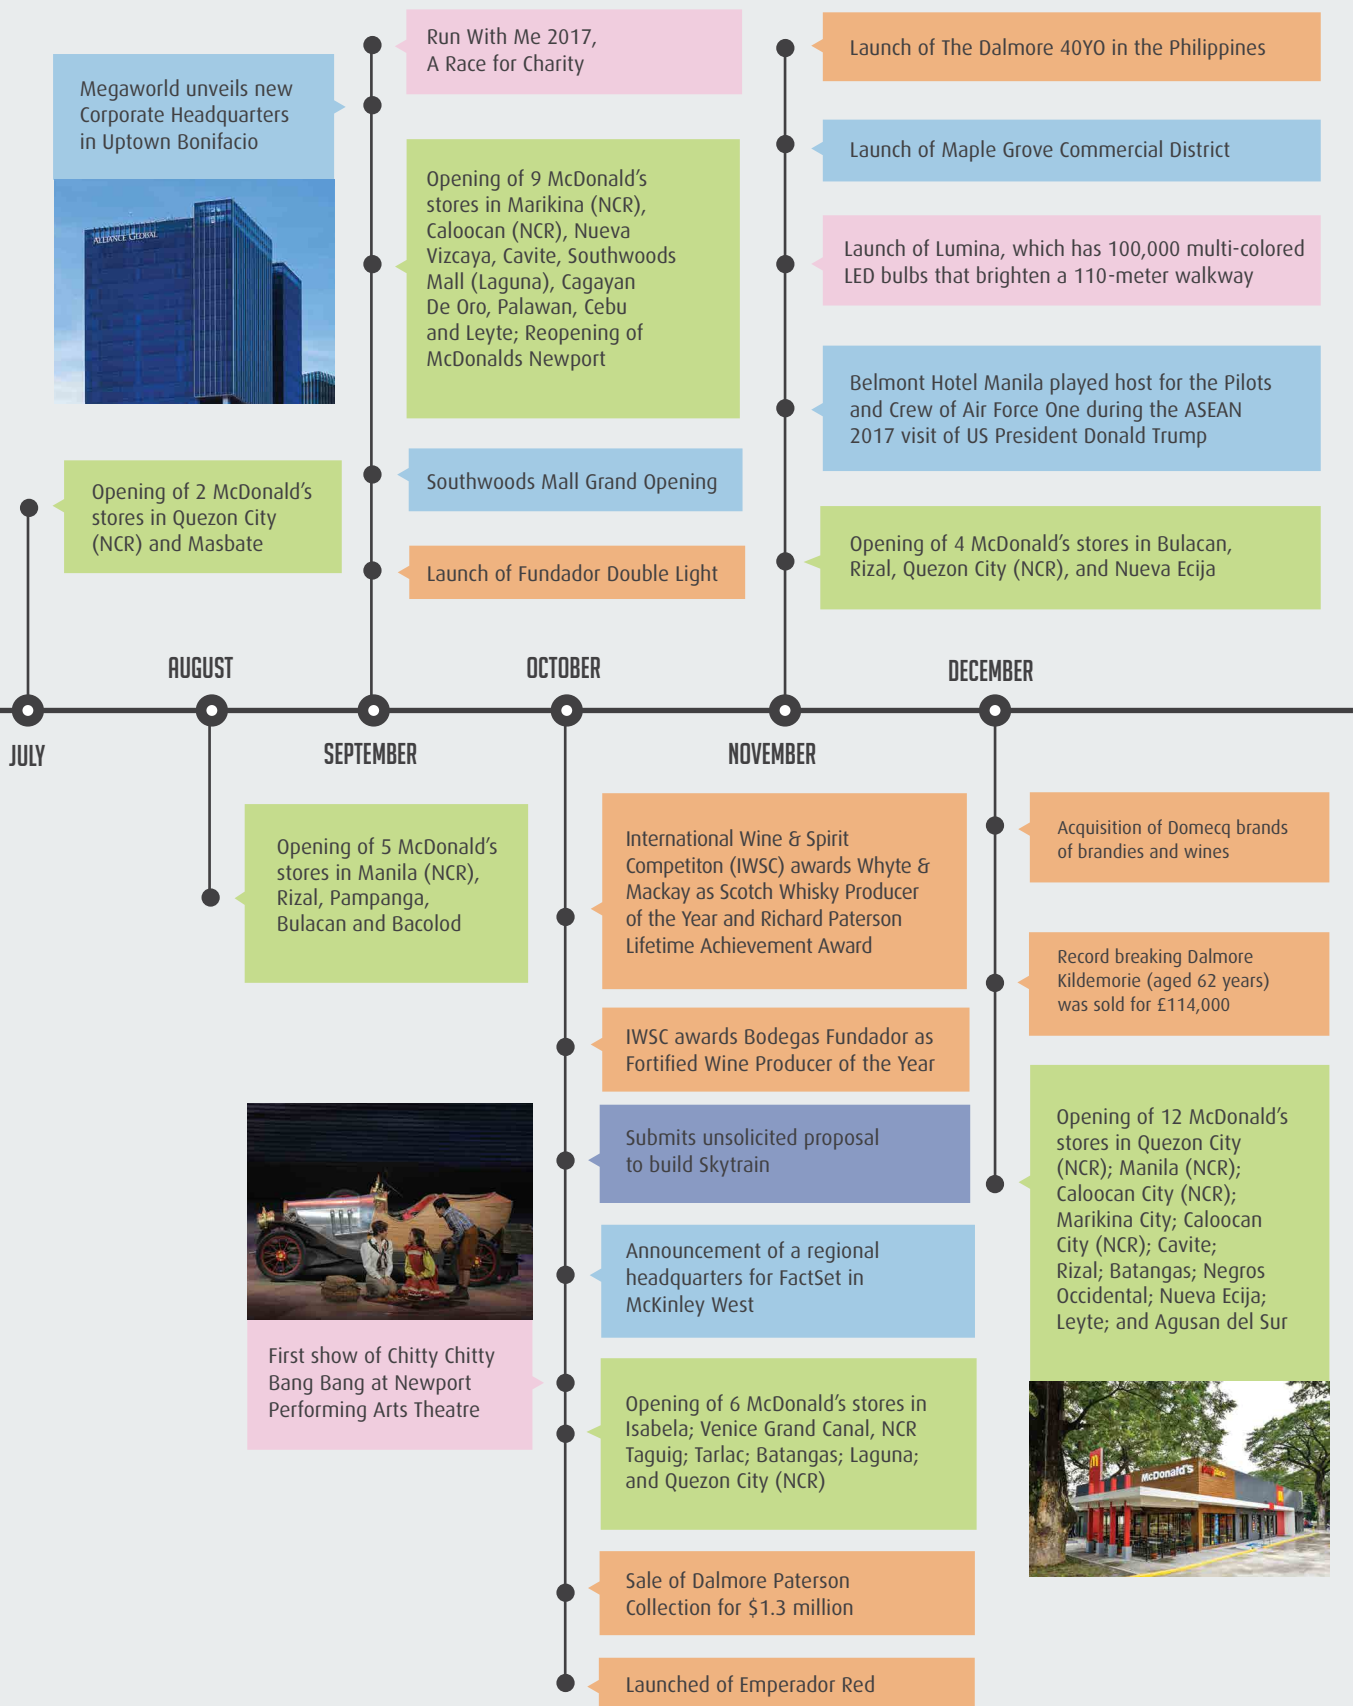 Run With Me 2017,
A Race for Charity
Megaworld unveils new
Corporate Headquarters
in Uptown Bonifacio
ALLIANCE GLOBAL
Opening of 9 McDonald's
stores in Marikina (NCR),
Caloocan (NCR), Nueva
Vizcaya, Cavite, Southwoods
Mall (Laguna), Cagayan
De Oro, Palawan, Cebu
and Leyte; Reopening of
McDonalds Newport
Southwoods Mall Grand Opening
Opening of 2 McDonald's
stores in Quezon City
(NCR) and Masbate
Launch of Fundador Double Light
Launch of The Dalmore 40YO in the Philippines
Launch of Maple Grove Commercial District
Launch of Lumina, which has 100,000 multi-colored
LED bulbs that brighten a 110-meter walkway
Belmont Hotel Manila played host for the Pilots
and Crew of Air Force One during the ASEAN
2017 visit of US President Donald Trump
Opening of 4 McDonald's stores in Bulacan,
Rizal, Quezon City (NCR), and Nueva Ecija
AUGUST
OCTOBER
DECEMBER
JULY
SEPTEMBER
NOVEMBER
Opening of 5 McDonald's
stores in Manila (NCR),
Rizal, Pampanga,
Bulacan and Bacolod
First show of Chitty Chitty
Bang Bang at Newport
Performing Arts Theatre
International Wine & Spirit
Competiton (IWSC) awards Whyte &
Mackay as Scotch Whisky Producer
of the Year and Richard Paterson
Lifetime Achievement Award
IWSC awards Bodegas Fundador as
Fortified Wine Producer of the Year
Submits unsolicited proposal
to build Skytrain
Announcement of a regional
headquarters for FactSet in
McKinley West
Opening of 6 McDonald's stores in
Isabela; Venice Grand Canal, NCR
Taguig; Tarlac; Batangas; Laguna;
and Quezon City (NCR)
Sale of Dalmore Paterson
Collection for $1.3 million
Launched of Emperador Red
Acquisition of Domecq brands
of brandies and wines
Record breaking Dalmore
Kildemorie (aged 62 years)
was sold for £114,000
Opening of 12 McDonald's
stores in Quezon City
(NCR); Manila (NCR);
Caloocan City (NCR);
Marikina City; Caloocan
City (NCR); Cavite;
Rizal; Batangas; Negros
Occidental; Nueva Ecija;
Leyte; and Agusan del Sur
McDonald's